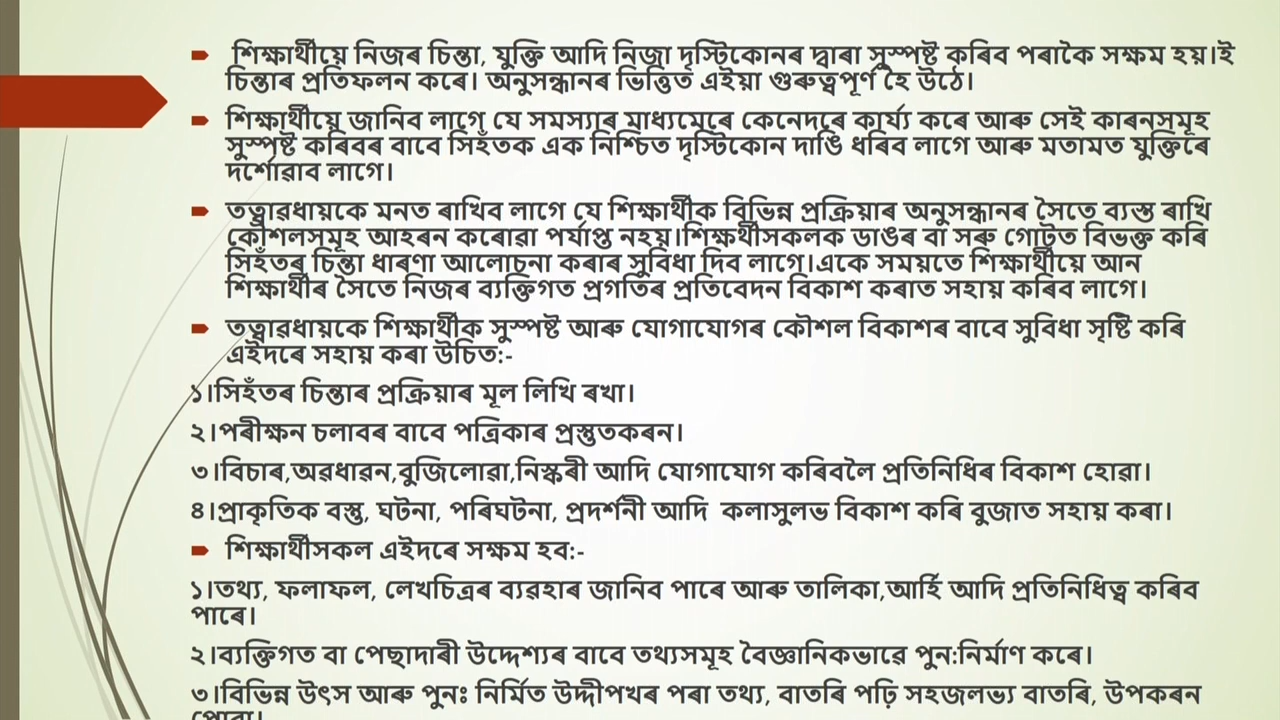 শিক্ষাৰ্থীয়ে নিজৰ চিন্তা, যুক্তি আদি নিজা দৃস্টিকোনৰ দ্বাৰা সুস্পষ্ট কৰিব পৰাকৈ সক্ষম হয়।ই
চিন্তাৰ প্ৰতিফলন কৰে। অনুসন্ধানৰ ভিত্তিত এইয়া গুৰুত্বপূৰ্ণ হৈ উঠে।
শিক্ষাৰ্থীয়ে জানিব লাগে যে সমস্যাৰ মাধ্যমেৰে কেনেদৰে কাৰ্য্য কৰে আৰু সেই কাৰনসমূহ
সুস্পষ্ট কৰিবৰ বাবে সিহঁতক এক নিশ্চিত দৃস্টিকোন দাঙি ধৰিব লাগে আৰু মতামত যুক্তিৰে
দৰ্শোৱাব লাগে।
তত্বাৱধায়কে মনত ৰাখিব লাগে যে শিক্ষাৰ্থীক বিভিন্ন প্ৰক্ৰিয়াৰ অনুসন্ধানৰ সৈতে ব্যস্ত ৰাখি
কৌশলসমূহ আহৰন কৰোৱা পৰ্যাপ্ত নহয়।শিক্ষৰ্থীসকলক ডাঙৰ বা সৰু গোটত বিভক্ত কৰি
সিহঁতৰ চিন্তা ধাৰণা আলোচনা কৰাৰ সুবিধা দিব লাগে।একে সময়তে শিক্ষাৰ্থীয়ে আন
শিক্ষাৰ্থীৰ সৈতে নিজৰ ব্যক্তিগত প্ৰগতিৰ প্ৰতিবেদন বিকাশ কৰাত সহায় কৰিব লাগে।
তত্বাৱধায়কে শিক্ষাৰ্থীক সুস্পষ্ট আৰু যোগাযোগৰ কৌশল বিকাশৰ বাবে সুবিধা সৃষ্টি কৰি
এইদৰে সহায় কৰা উচিত:-
১।সিহঁতৰ চিন্তাৰ প্ৰক্ৰিয়াৰ মূল লিখি ৰখা।
২।পৰীক্ষন চলাবৰ বাবে পত্ৰিকাৰ প্ৰস্তুতকৰন।
৩।বিচাৰ,অৱধাৱন,বুজিলোৱা,নিস্কৰী আদি যোগাযোগ কৰিবলৈ প্ৰতিনিধিৰ বিকাশ হোৱা।
৪।প্ৰাকৃতিক বস্তু, ঘটনা, পৰিঘটনা, প্ৰদৰ্শনী আদি কলাসুলভ বিকাশ কৰি বুজাত সহায় কৰা।
শিক্ষাৰ্থীসকল এইদৰে সক্ষম হব:-
১।তথ্য, ফলাফল, লেখচিত্ৰৰ ব্যৱহাৰ জানিব পাৰে আৰু তালিকা,আৰ্হি আদি প্ৰতিনিধিত্ব কৰিব
পাৰে।
২।ব্যক্তিগত বা পেছাদাৰী উদ্দেশ্যৰ বাবে তথ্যসমূহ বৈজ্ঞানিকভাৱে পুন:নিৰ্মাণ কৰে।
৩।বিভিন্ন উৎস আৰু পুনঃ নিৰ্মিত উদ্দীপখৰ পৰা তথ্য, বাতৰি পঢ়ি সহজলভ্য বাতৰি, উপকৰন
পোৱা।